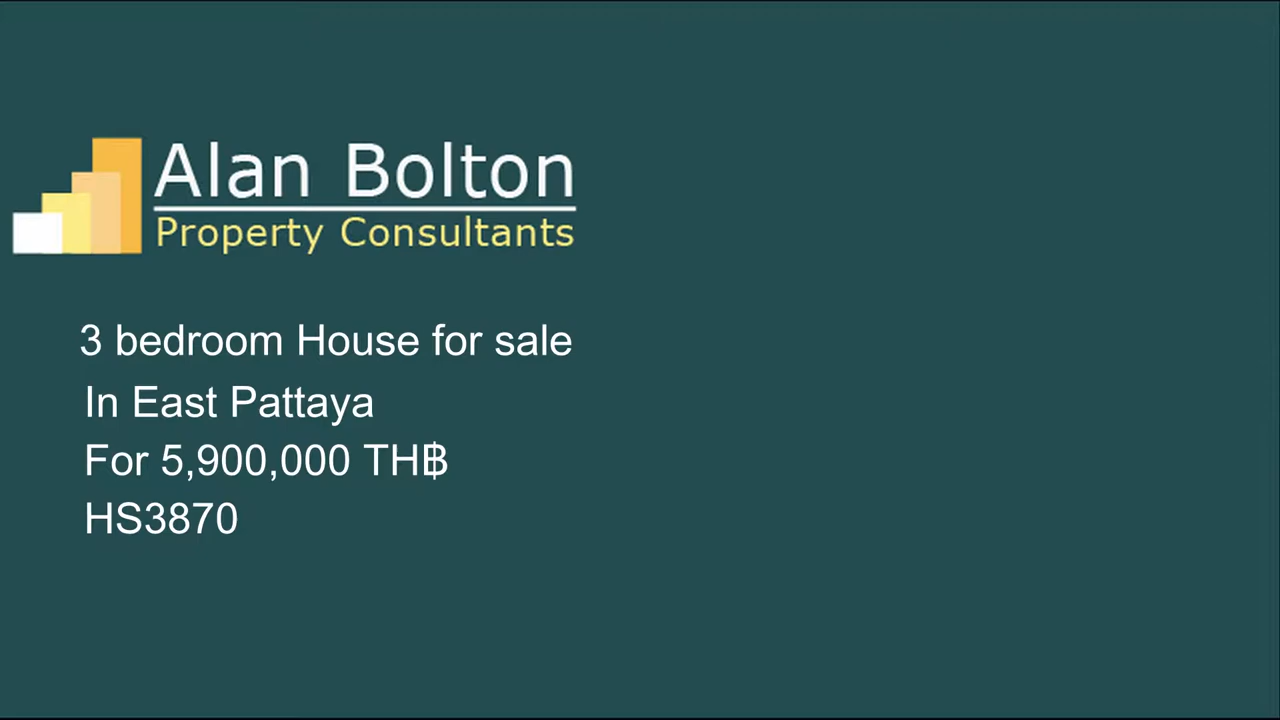 Alan Bolton
Property Consultants
3 bedroom House for sale
In East Pattaya
For 5,900,000 TH฿
HS3870